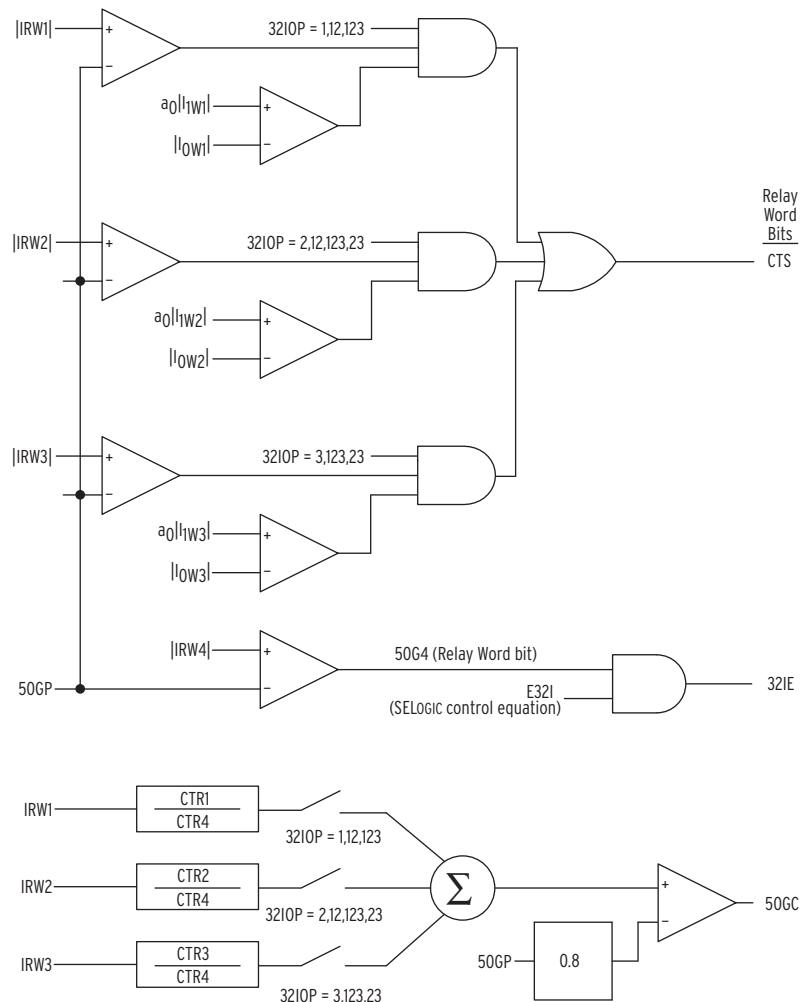 |IRW1|
+
–
32IOP = 1,12,123
a0|I1W1|
+
|I0W1|
–
Relay
Word
Bits
CTS
|IRW2|
+
–
32IOP = 2,12,123,23
a0|I1W2|
+
|I0W2|
–
|IRW3|
+
–
32IOP = 3,123,23
a0|I1W3|
+
|I0W3|
–
|IRW4|
+
50GP
–
50G4 (Relay Word bit)
E32I
(SELOGIC control equation)
32IE
IRW1
CTR1
CTR4
32IOP = 1,12,123
IRW2
CTR2
CTR4
32IOP = 2,12,123,23
Σ
+
–
50GC
IRW3
CTR3
CTR4
32IOP = 3,123,23
50GP
0.8